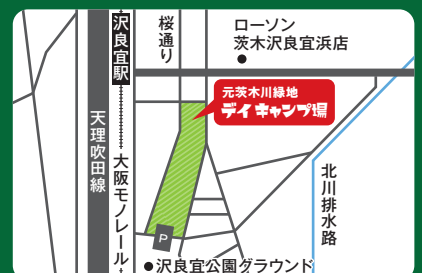 沢良宜駅
桜通り
ローソン
茨木沢良宜浜店
元茨木川緑地
デイキャンプ場
天理吹田線
大阪モノレール
北川排水路
P
沢良宜公園グラウンド